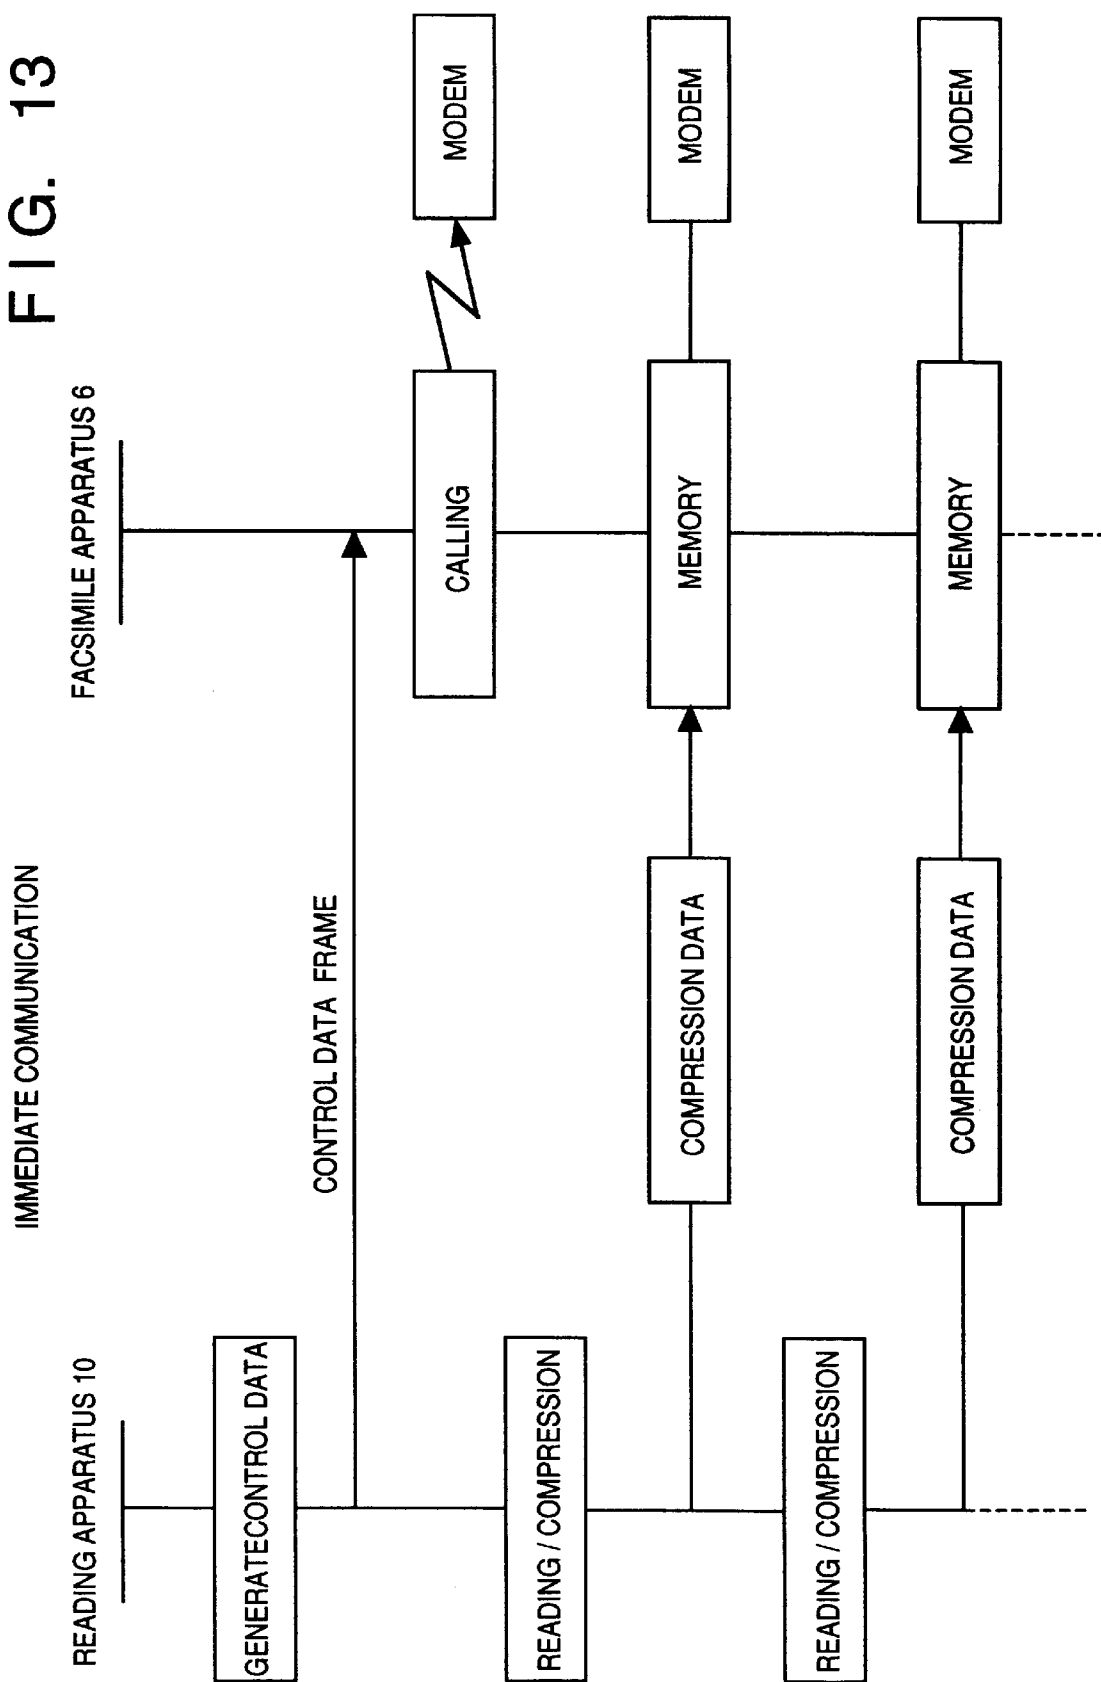 FIG. 13
IMMEDIATE COMMUNICATION
READING APPARATUS 10
FACSIMILE APPARATUS 6
GENERATECONTROL DATA
CONTROL DATA FRAME
CALLING
MODEM
READING / COMPRESSION
COMPRESSION DATA
MEMORY
MODEM
READING / COMPRESSION
COMPRESSION DATA
MEMORY
MODEM